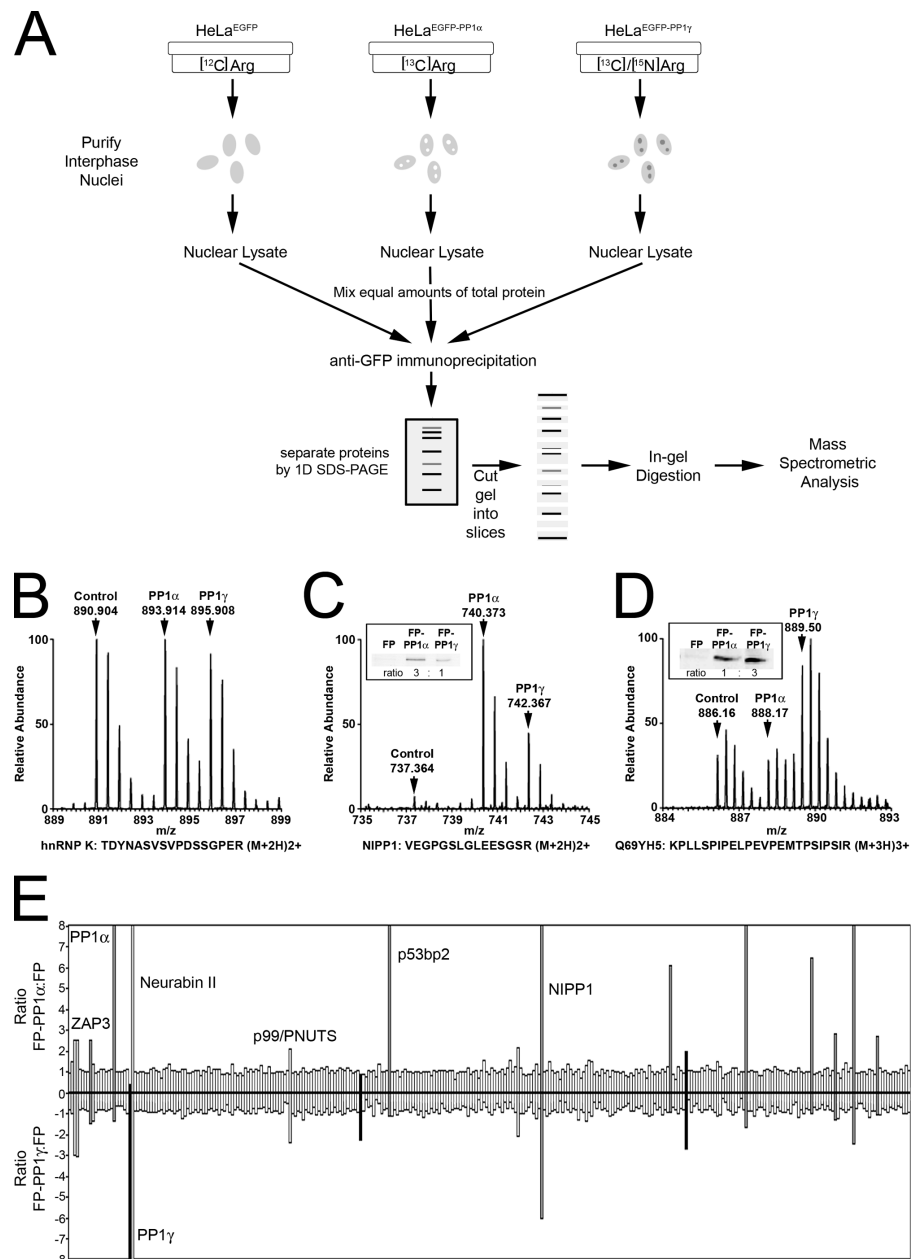 A
HeLaEGFP
HeLaEGFP-PP1α
HeLaEGFP-PP1γ
[12C]Arg
[13C]Arg
[13C]/[15N]Arg
Purify
Interphase
Nuclei
Nuclear Lysate
Nuclear Lysate
Nuclear Lysate
Mix equal amounts of total protein
anti-GFP immunoprecipitation
separate proteins
by 1D SDS-PAGE
Cut
gel
into
slices
In-gel
Digestion
Mass
Spectrometric
Analysis
B
Control
890.904
PP1α
893.914
PP1γ
895.908
Relative Abundance
100
50
0
889 891 893 895 897 899
m/z
hnRNP K: TDYNASVSVPDSSGPER (M+2H)2+
C
PP1α
740.373
FP
FP-
PP1α
FP-
PP1γ
ratio 3 : 1
PP1γ
742.367
Control
737.364
Relative Abundance
100
50
0
735 737 739 741 743 745
m/z
NIPP1: VEGPGSLGLEESGSR (M+2H)2+
D
PP1γ
889.50
FP
FP-
PP1α
FP-
PP1γ
ratio 1 : 3
Control
886.16
PP1α
888.17
Relative Abundance
100
50
0
884 887 890 893
m/z
Q69YH5: KPLLSPIPELPEVPEMTPSIPSIR (M+3H)3+
E
Ratio
FP-PP1α:FP
Ratio
FP-PP1γ:FP
8
7
6
5
4
3
2
1
0
-1
-2
-3
-4
-5
-6
-7
-8
PP1α
ZAP3
Neurabin II
p99/PNUTS
p53bp2
NIPP1
PP1γ